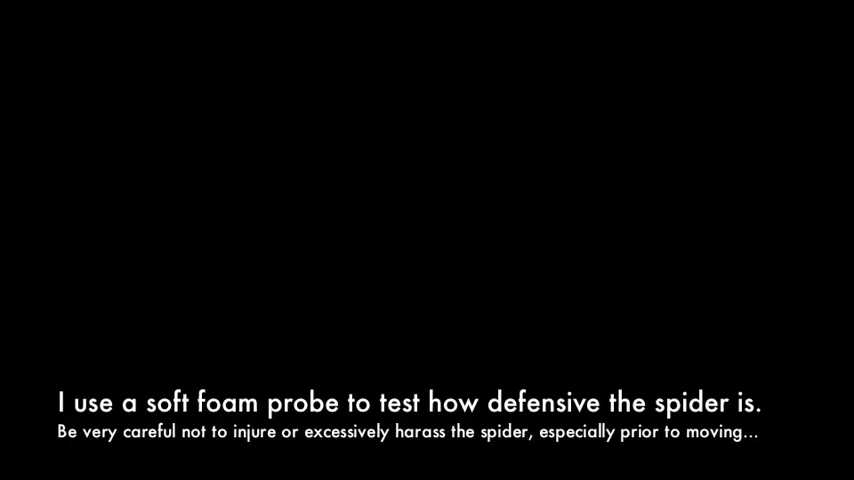 I use a soft foam probe to test how defensive the spider is.
Be very careful not to injure or excessively harass the spider, especially prior to moving...